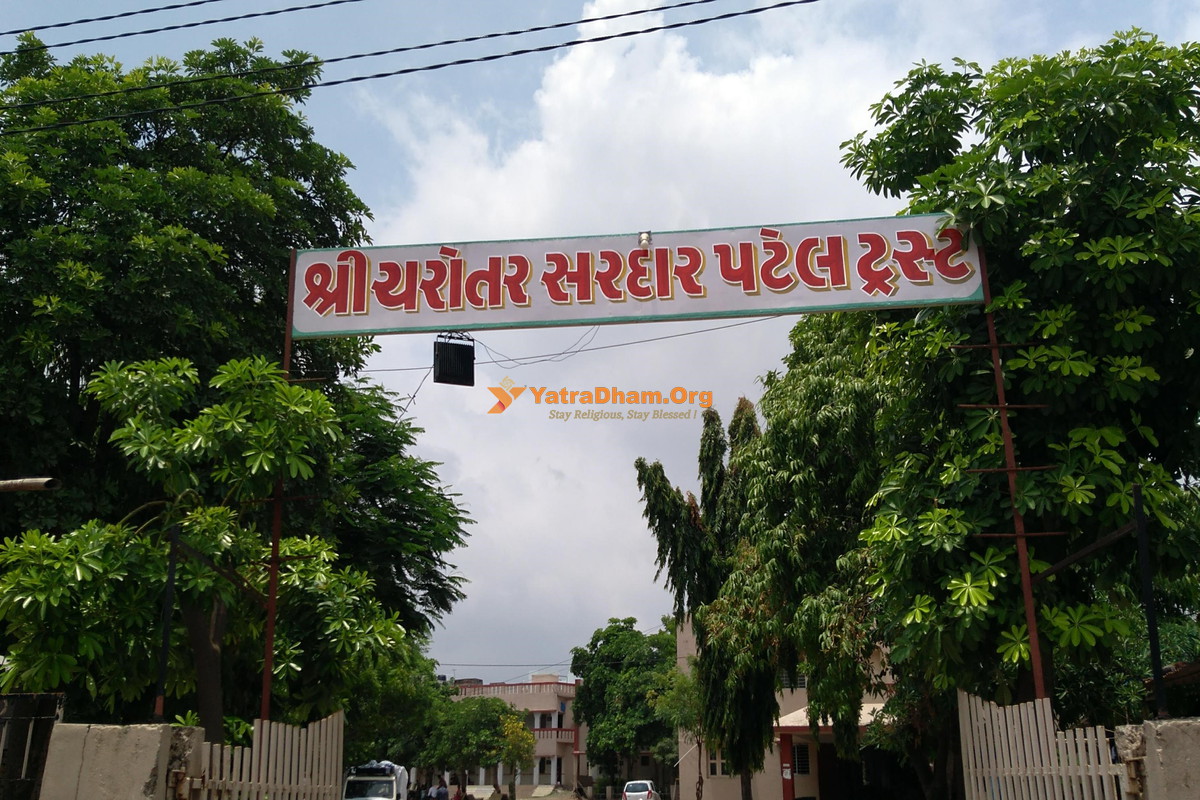 શ્રી ચરોતર સરદાર પટેલ ટ્રસ્ટ
YatraDham.Org
Stay Religious, Stay Blessed !